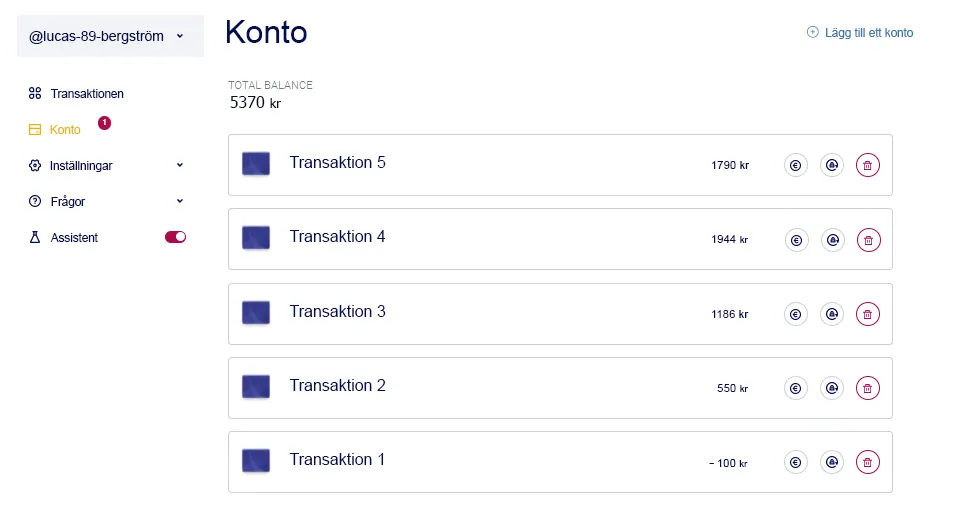 @lucas-89-bergström
Konto
Lägg till ett konto
Transaktionen
Konto 1
Inställningar
Frågor
Assistent
TOTAL BALANCE
5370 kr
Transaktion 5 1790 kr
Transaktion 4 1944 kr
Transaktion 3 1186 kr
Transaktion 2 550 kr
Transaktion 1 - 100 kr